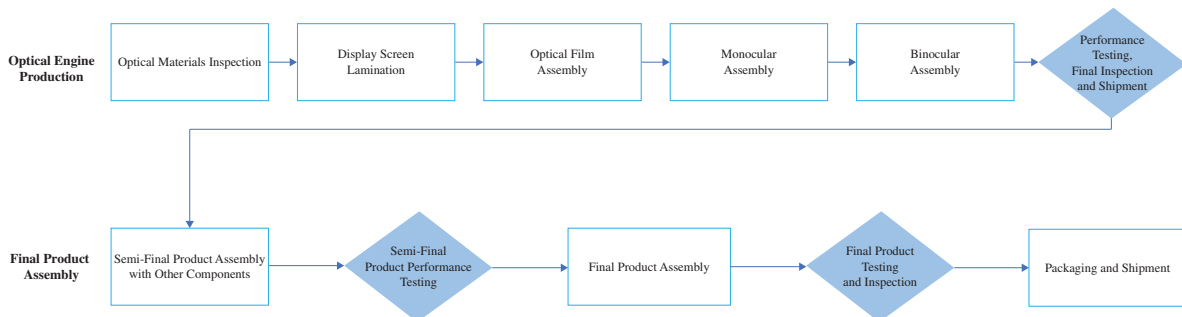 Optical Engine
Production
Optical Materials Inspection
Display Screen
Lamination
Optical Film
Assembly
Monocular
Assembly
Binocular
Assembly
Performance
Testing,
Final Inspection
and Shipment
Final Product
Assembly
Semi-Final Product Assembly
with Other Components
Semi-Final
Product Performance
Testing
Final Product Assembly
Final Product
Testing
and Inspection
Packaging and Shipment